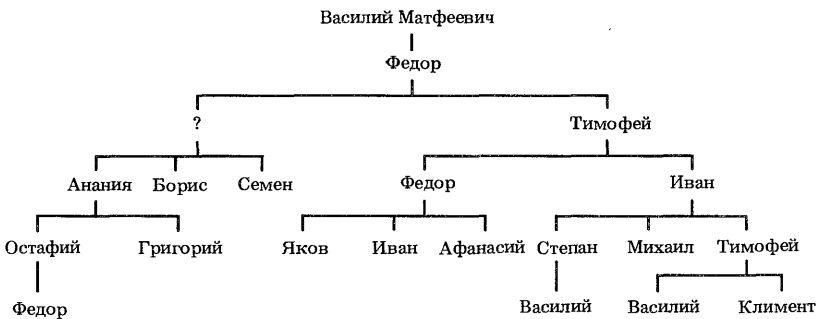 Василий Матфеевич
Федор
? Тимофей
Анания Борис Семен Федор Иван
Остафий Григорий Яков Иван Афанасий Степан Михаил Тимофей
Федор Василий Василий Климент